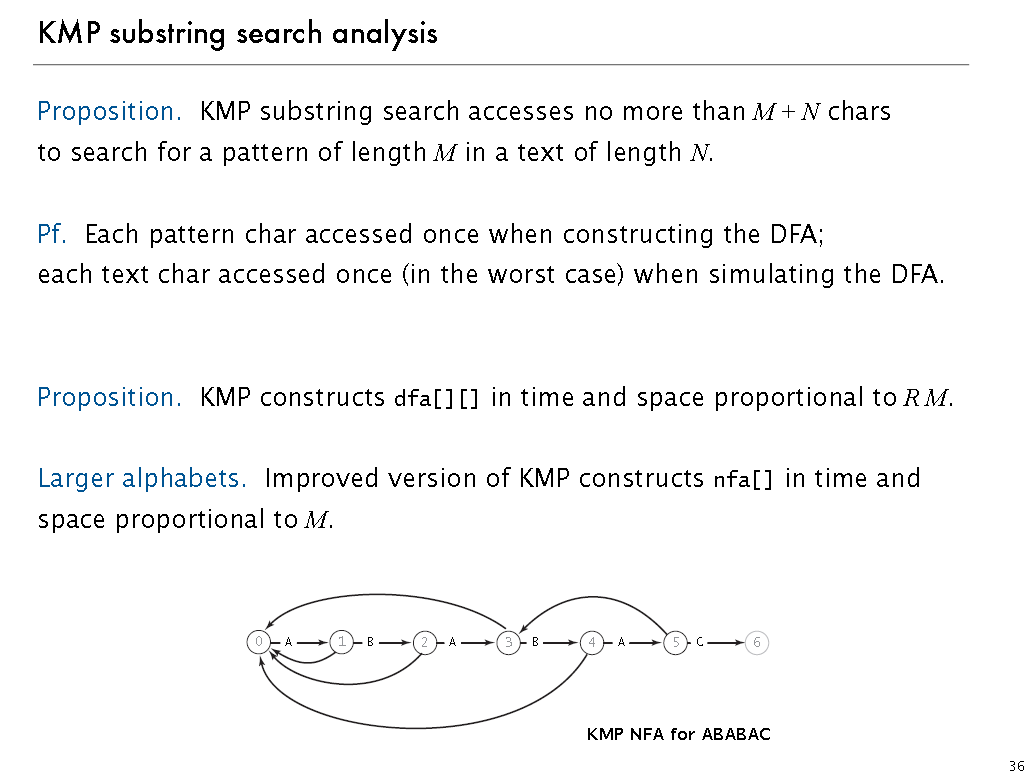 KMP substring search analysis
Proposition. KMP substring search accesses no more than M + N chars
to search for a pattern of length M in a text of length N.
Pf. Each pattern char accessed once when constructing the DFA;
each text char accessed once (in the worst case) when simulating the DFA.
Proposition. KMP constructs dfa[][] in time and space proportional to R M.
Larger alphabets. Improved version of KMP constructs nfa[] in time and
space proportional to M.
0 A 1 B 2 A 3 B 4 A 5 C 6
KMP NFA for ABABAC
36